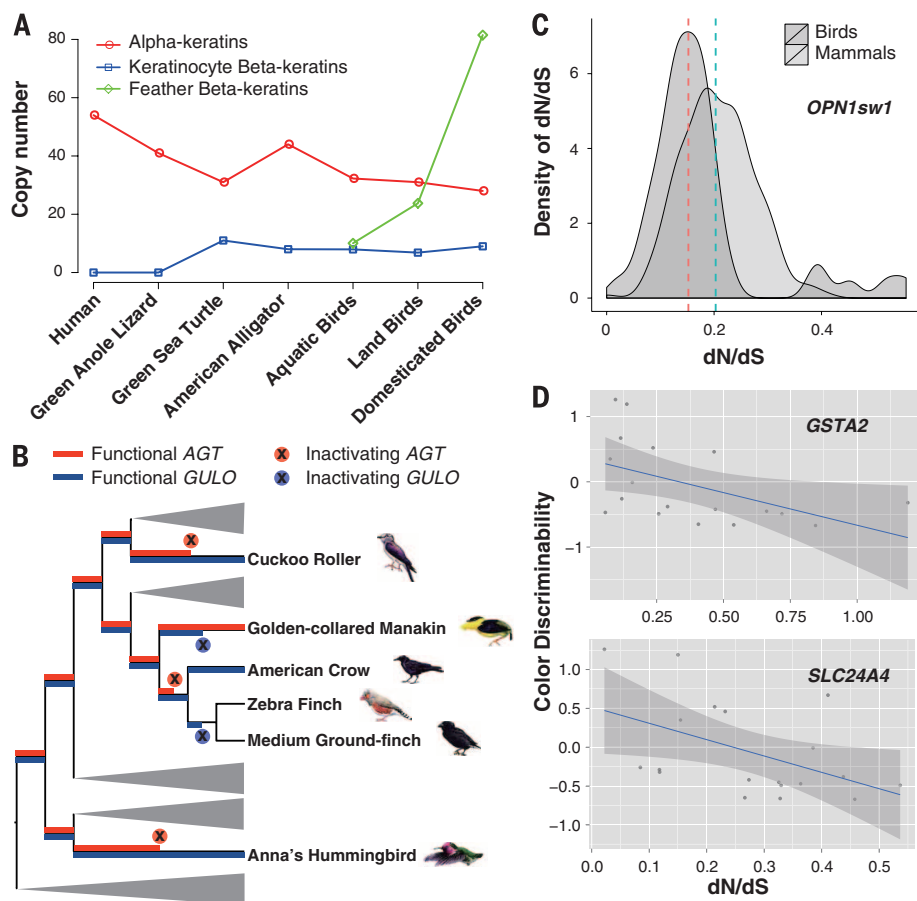 A
Alpha-keratins
Keratinocyte Beta-keratins
Feather Beta-keratins
Copy number
80
60
40
20
0
Human
Green Anole Lizard
Green Sea Turtle
American Alligator
Aquatic Birds
Land Birds
Domesticated Birds
B
Functional AGT
Functional GULO
X Inactivating AGT
X Inactivating GULO
X
Cuckoo Roller
Golden-collared Manakin
X
American Crow
X
Zebra Finch
X
Medium Ground-finch
X
Anna's Hummingbird
C
Birds
Mammals
OPN1sw1
Density of dN/dS
6
4
2
0
0
0.2
0.4
dN/dS
D
GSTA2
Color Discriminability
1
0
−1
0.25
0.50
0.75
1.00
SLC24A4
1.0
0.5
0.0
−0.5
−1.0
0.0
0.1
0.2
0.3
0.4
0.5
dN/dS